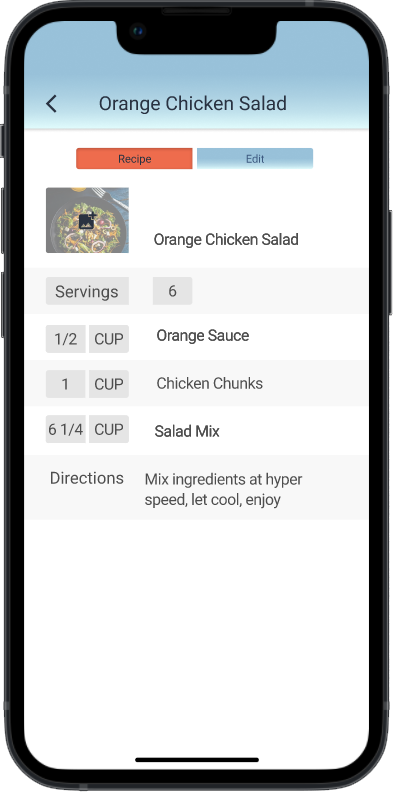 Orange Chicken Salad
Recipe Edit
Orange Chicken Salad
Servings 6
1/2 CUP Orange Sauce
1 CUP Chicken Chunks
6 1/4 CUP Salad Mix
Directions Mix ingredients at hyper
speed, let cool, enjoy